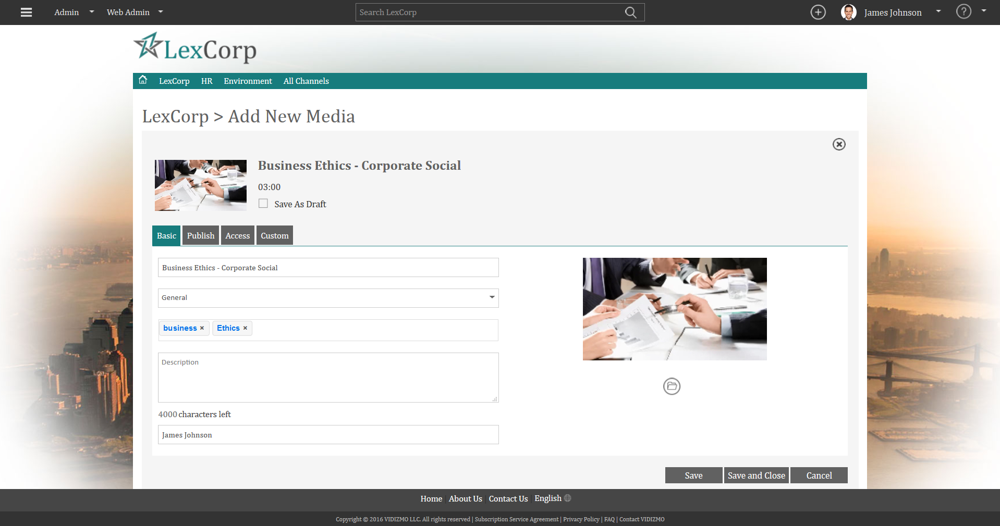 Admin Web Admin Search LexCorp James Johnson ?
LexCorp
LexCorp HR Environment All Channels
LexCorp > Add New Media
Business Ethics - Corporate Social
03:00
Save As Draft
Basic Publish Access Custom
Business Ethics - Corporate Social
General
business × Ethics ×
Description
4000 characters left
James Johnson
Save Save and Close Cancel
Home | About Us | Contact Us | English
Copyright © 2016 VIDIZMO LLC. All rights reserved | Subscription Service Agreement | Privacy Policy | FAQ | Contact VIDIZMO